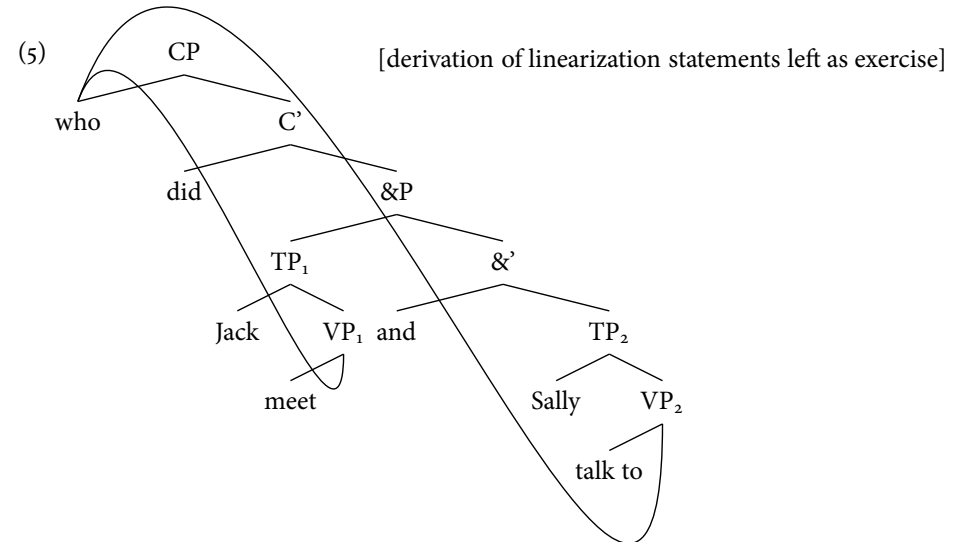 (5) CP [derivation of linearization statements left as exercise]
who C’
did &P
TP₁ &’
Jack VP₁ and TP₂
meet Sally VP₂
talk to